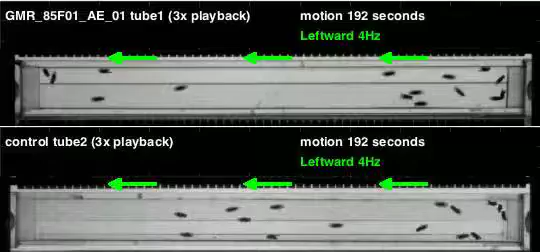 GMR_85F01_AE_01 tube1 (3x playback) motion 192 seconds
Leftward 4Hz
control tube2 (3x playback) motion 192 seconds
Leftward 4Hz